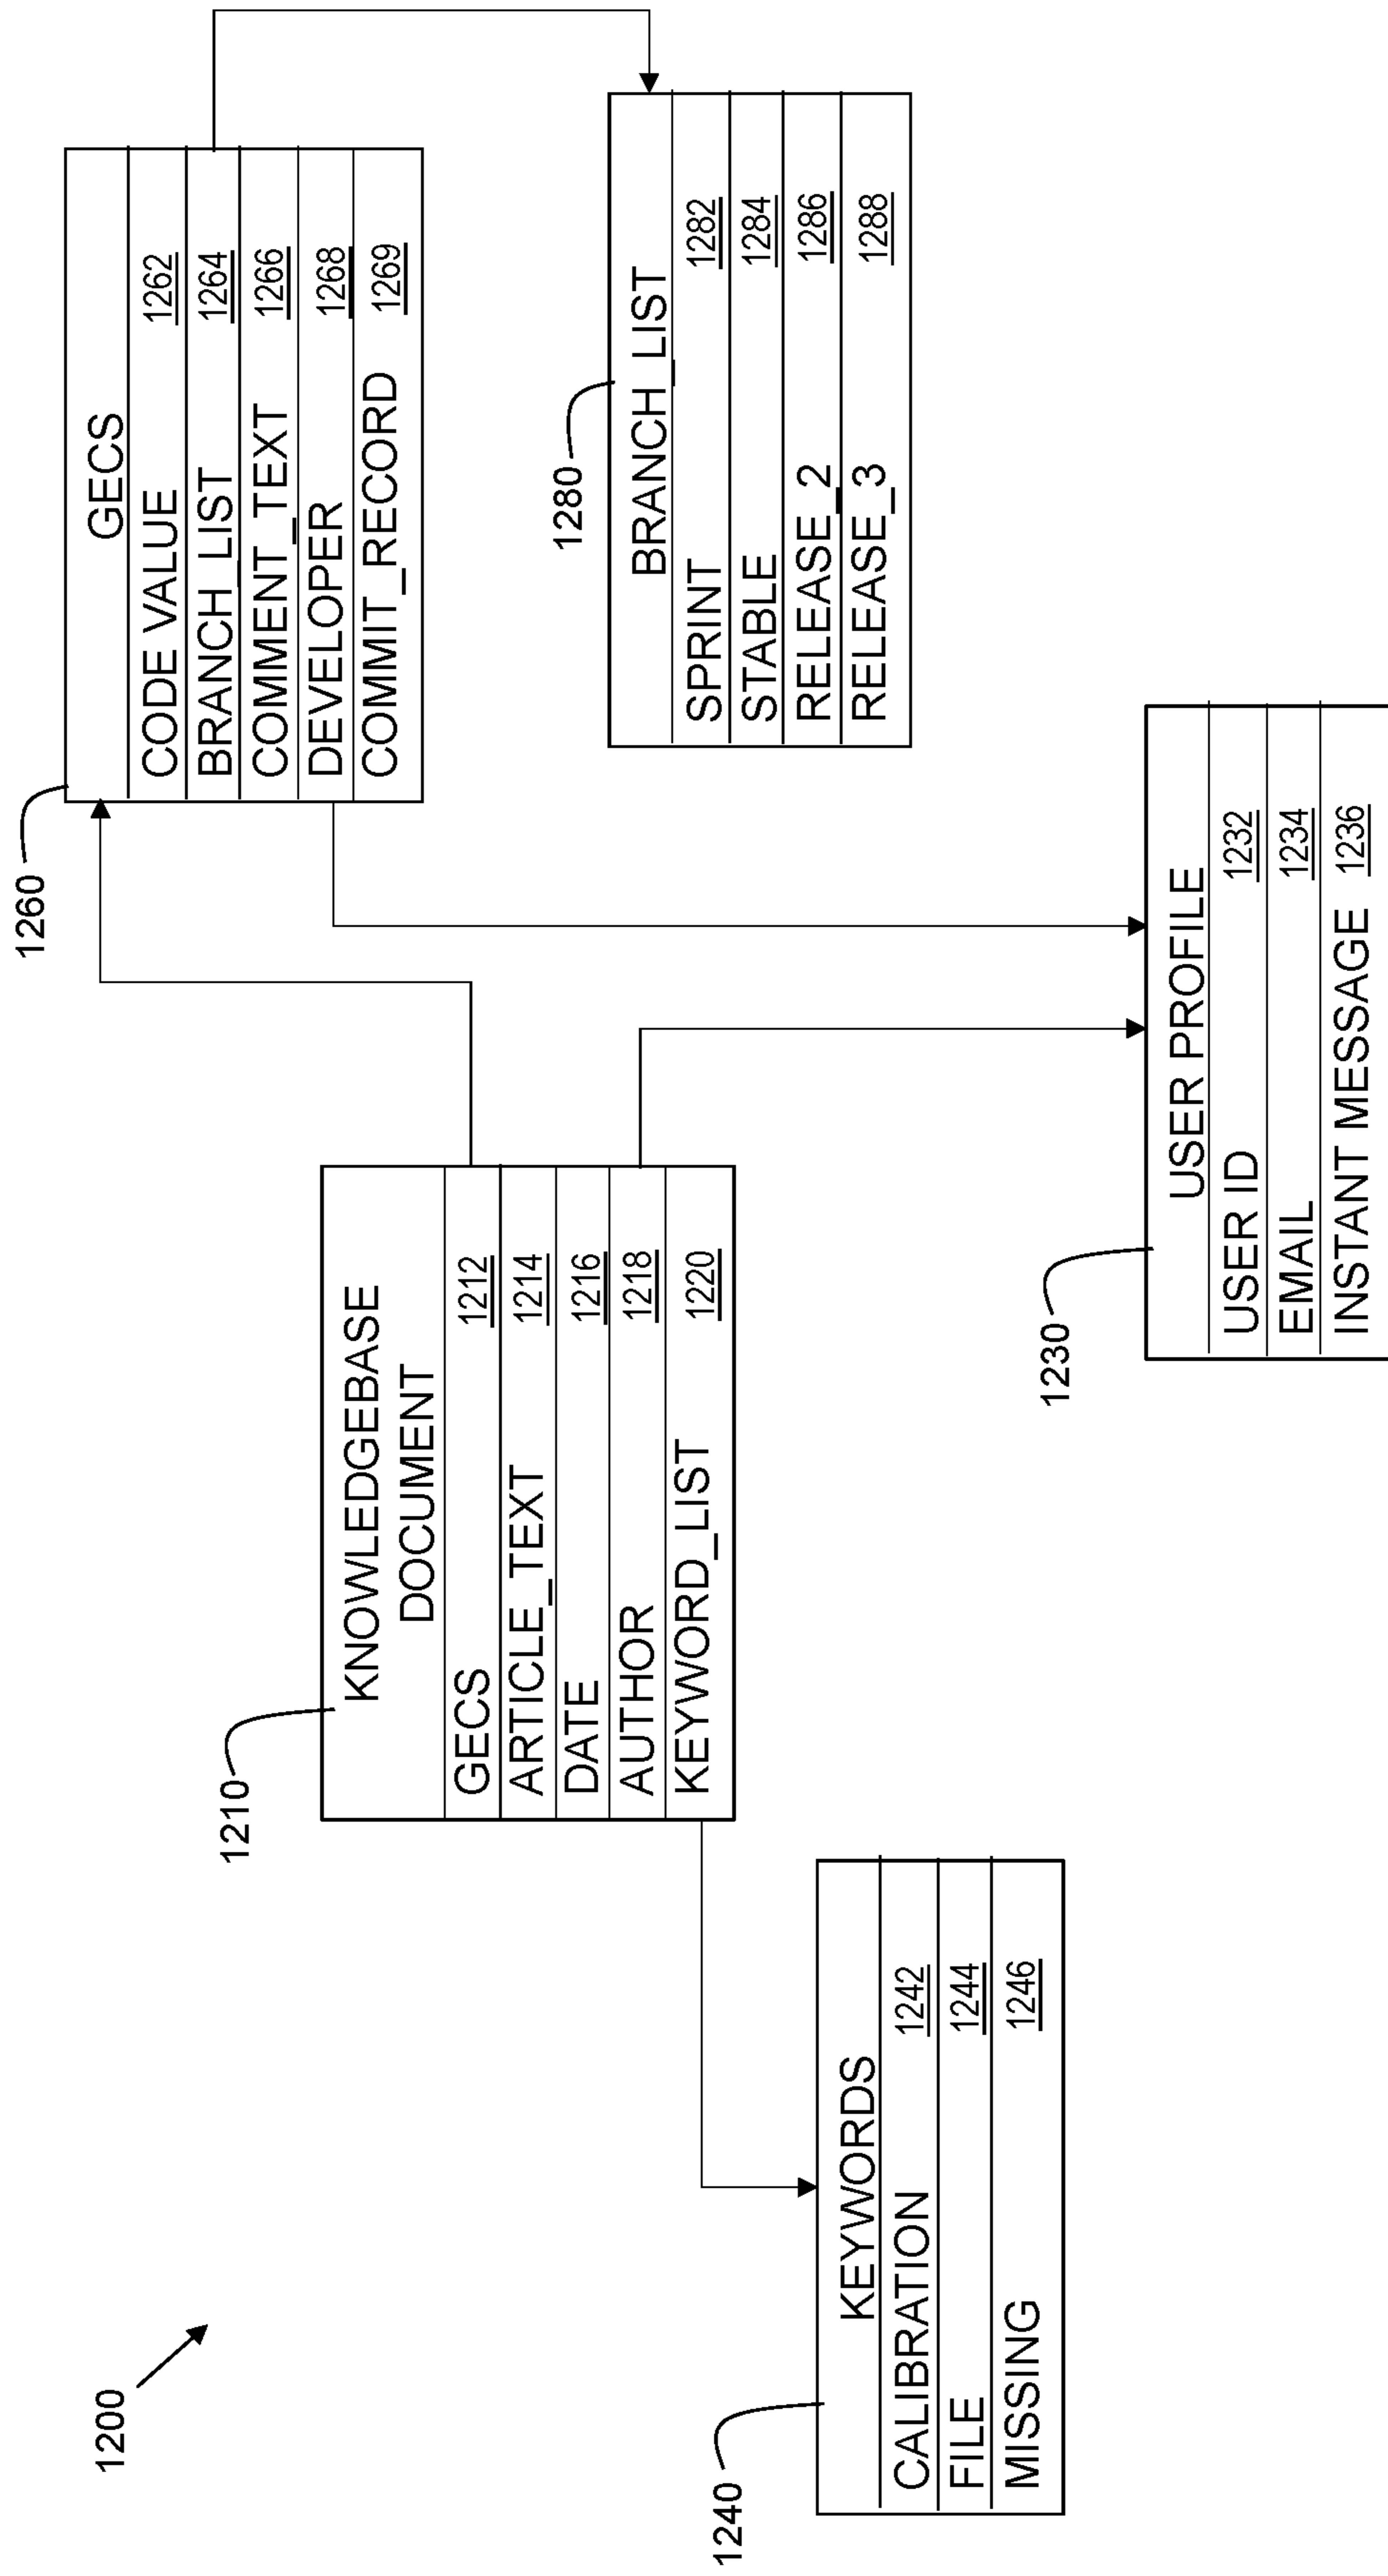 1200
1210
KNOWLEDGEBASE
DOCUMENT
GECS 1212
ARTICLE_TEXT 1214
DATE 1216
AUTHOR 1218
KEYWORD_LIST 1220
1240
KEYWORDS
CALIBRATION 1242
FILE 1244
MISSING 1246
1260
GECS
CODE VALUE 1262
BRANCH_LIST 1264
COMMENT_TEXT 1266
DEVELOPER 1268
COMMIT_RECORD 1269
1280
BRANCH_LIST
SPRINT 1282
STABLE 1284
RELEASE_2 1286
RELEASE_3 1288
1230
USER PROFILE
USER ID 1232
EMAIL 1234
INSTANT MESSAGE 1236